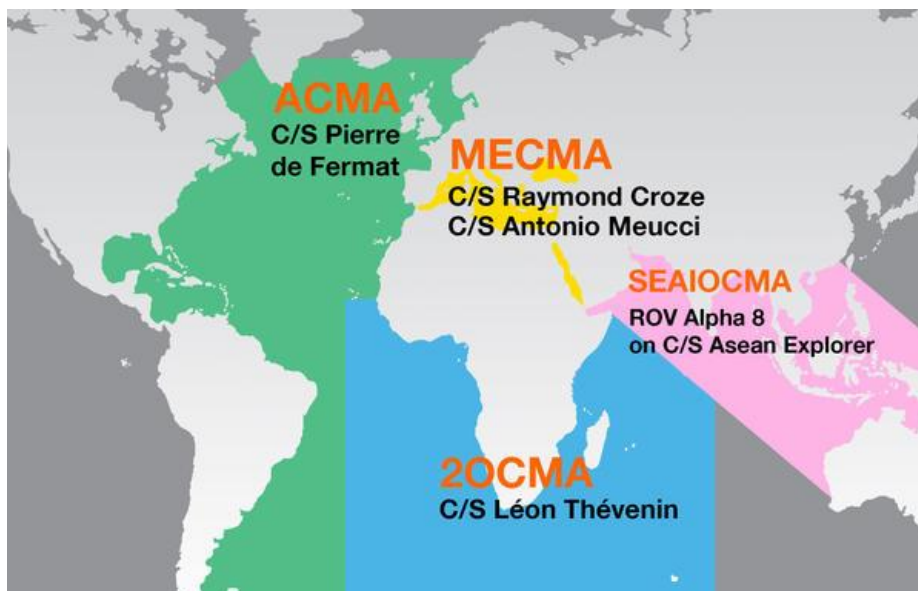 ACMA
C/S Pierre
de Fermat
MECMA
C/S Raymond Croze
C/S Antonio Meucci
SEAIOCMA
ROV Alpha 8
on C/S Asean Explorer
2OCMA
C/S Léon Thévenin